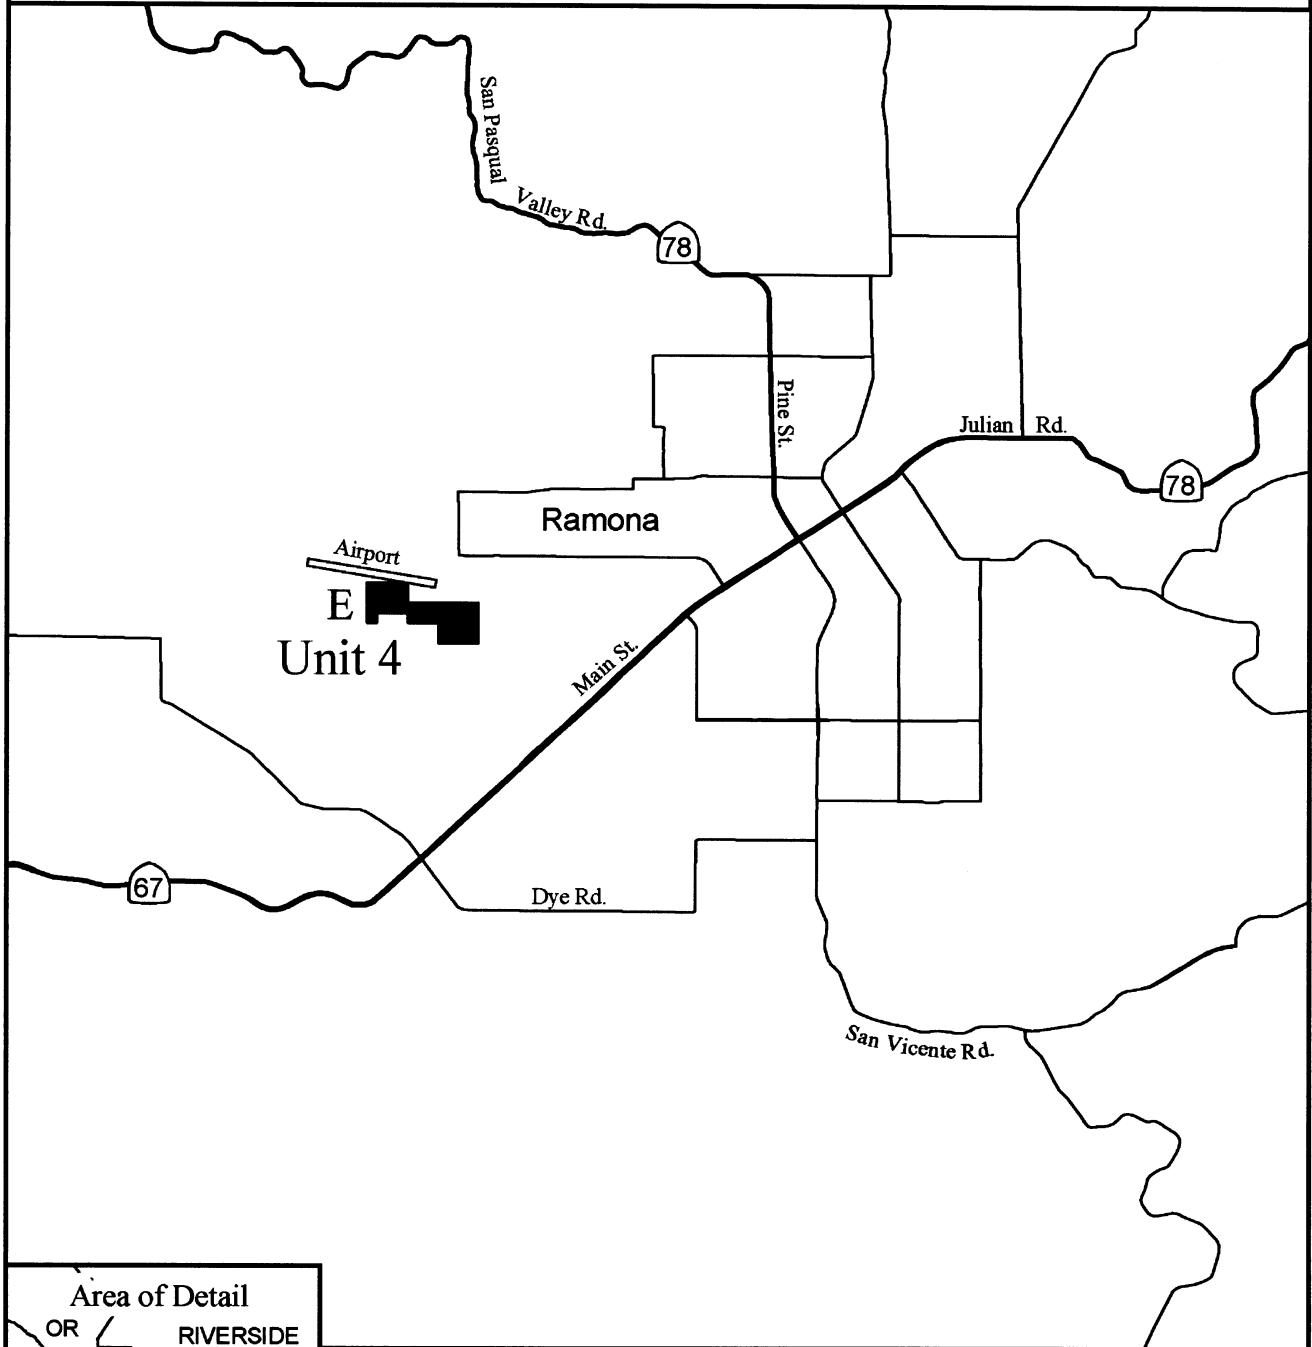 San Pasqual
Valley Rd.
78
Pine St.
Julian Rd.
78
Ramona
Airport
E
Unit 4
Main St.
67
Dye Rd.
San Vicente Rd.
Area of Detail
OR
RIVERSIDE